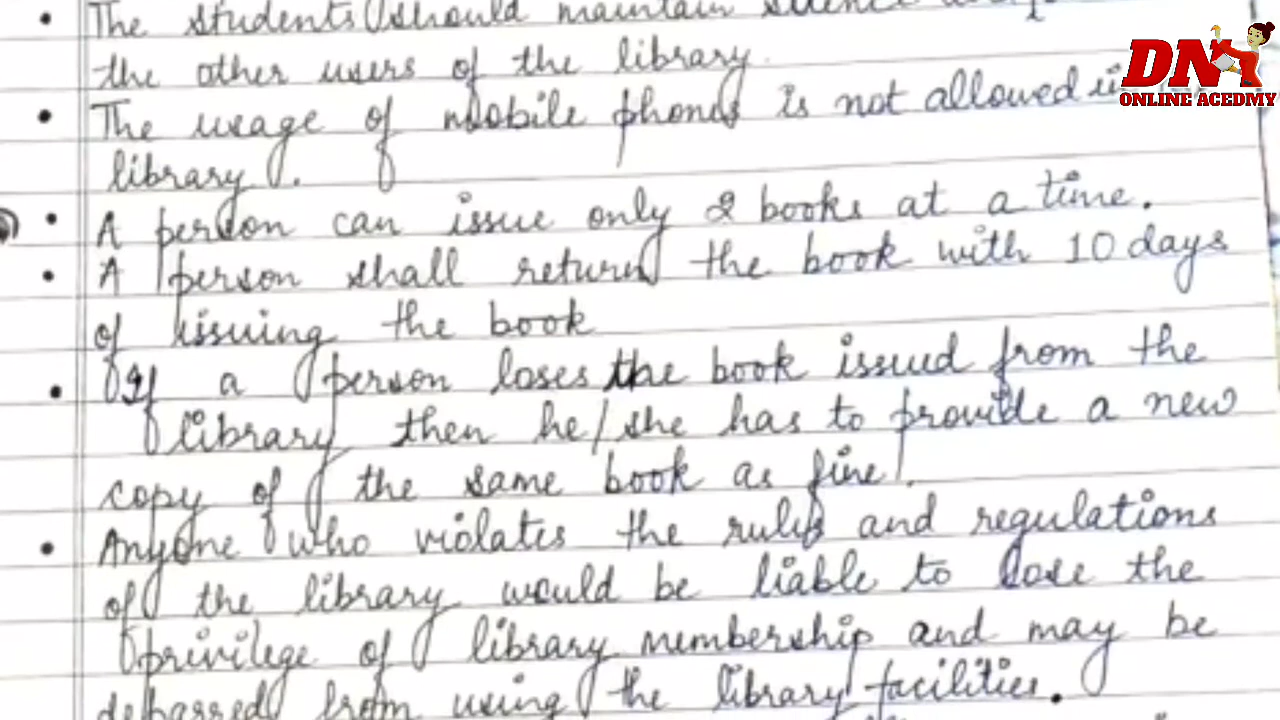 The students should maintain silence
the other users of the library.
DN
ONLINE ACEDMY
The usage of mobile phones is not allowed in
library.
A person can issue only 2 books at a time.
A person shall return the book with 10 days
of issuing the book
If a person loses the book issued from the
library then he/she has to provide a new
copy of the same book as fine.
Anyone who violates the rules and regulations
of the library would be liable to lose the
privilege of library membership and may be
debarred from using the library facilities.